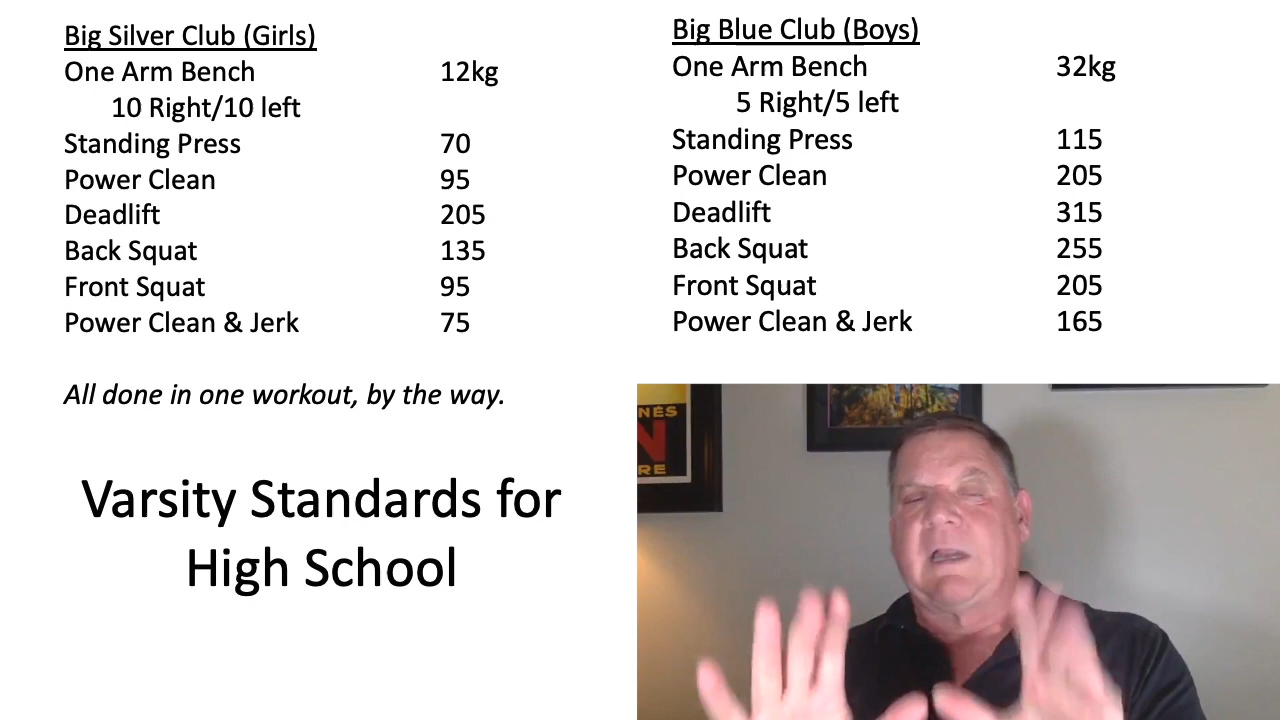 Big Silver Club (Girls)
One Arm Bench 12kg
10 Right/10 left
Standing Press 70
Power Clean 95
Deadlift 205
Back Squat 135
Front Squat 95
Power Clean & Jerk 75
All done in one workout, by the way.
Varsity Standards for
High School
Big Blue Club (Boys)
One Arm Bench 32kg
5 Right/5 left
Standing Press 115
Power Clean 205
Deadlift 315
Back Squat 255
Front Squat 205
Power Clean & Jerk 165
NÉS
N
RE